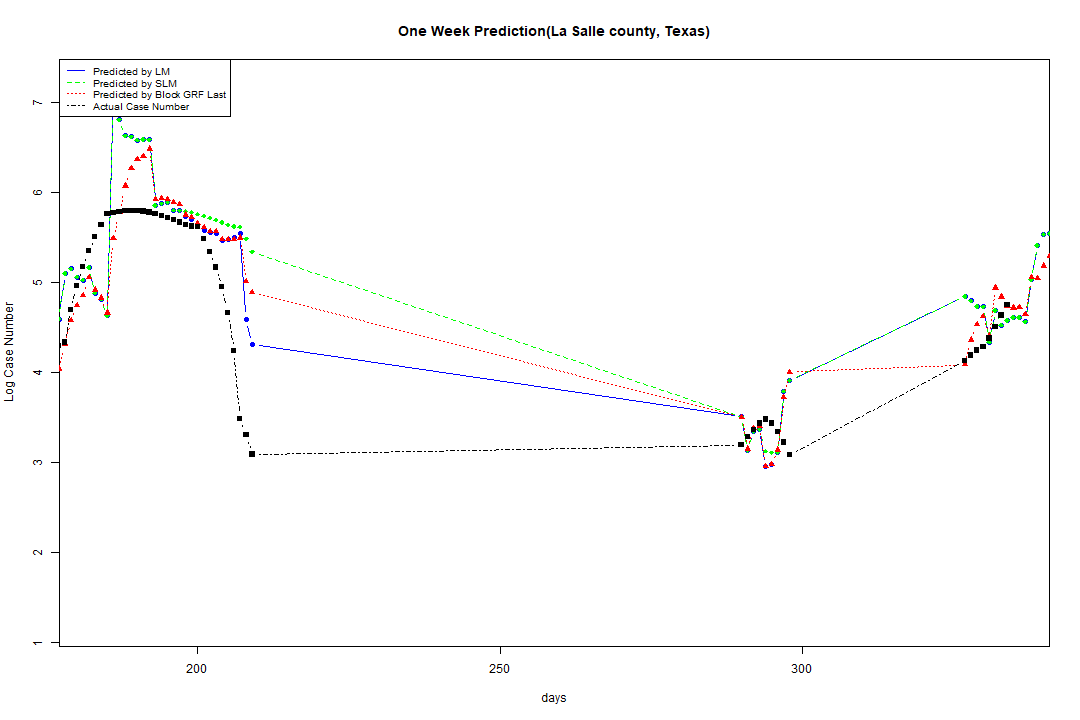 One Week Prediction(La Salle county, Texas)
Predicted by LM
Predicted by SLM
Predicted by Block GRF Last
Actual Case Number
7
6
5
4
3
2
1
Log Case Number
200 250 300
days